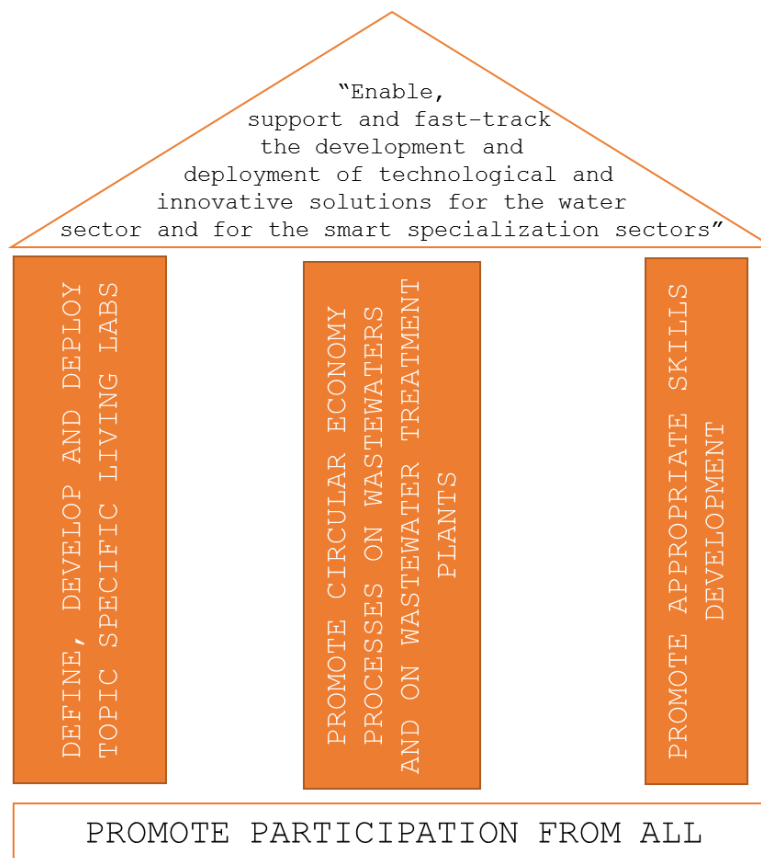 “Enable,
support and fast-track
the development and
deployment of technological and
innovative solutions for the water
sector and for the smart specialization sectors”
DEFINE, DEVELOP AND DEPLOY
TOPIC SPECIFIC LIVING LABS
PROMOTE CIRCULAR ECONOMY
PROCESSES ON WASTEWATERS
AND ON WASTEWATER TREATMENT
PLANTS
PROMOTE APPROPRIATE SKILLS
DEVELOPMENT
PROMOTE PARTICIPATION FROM ALL